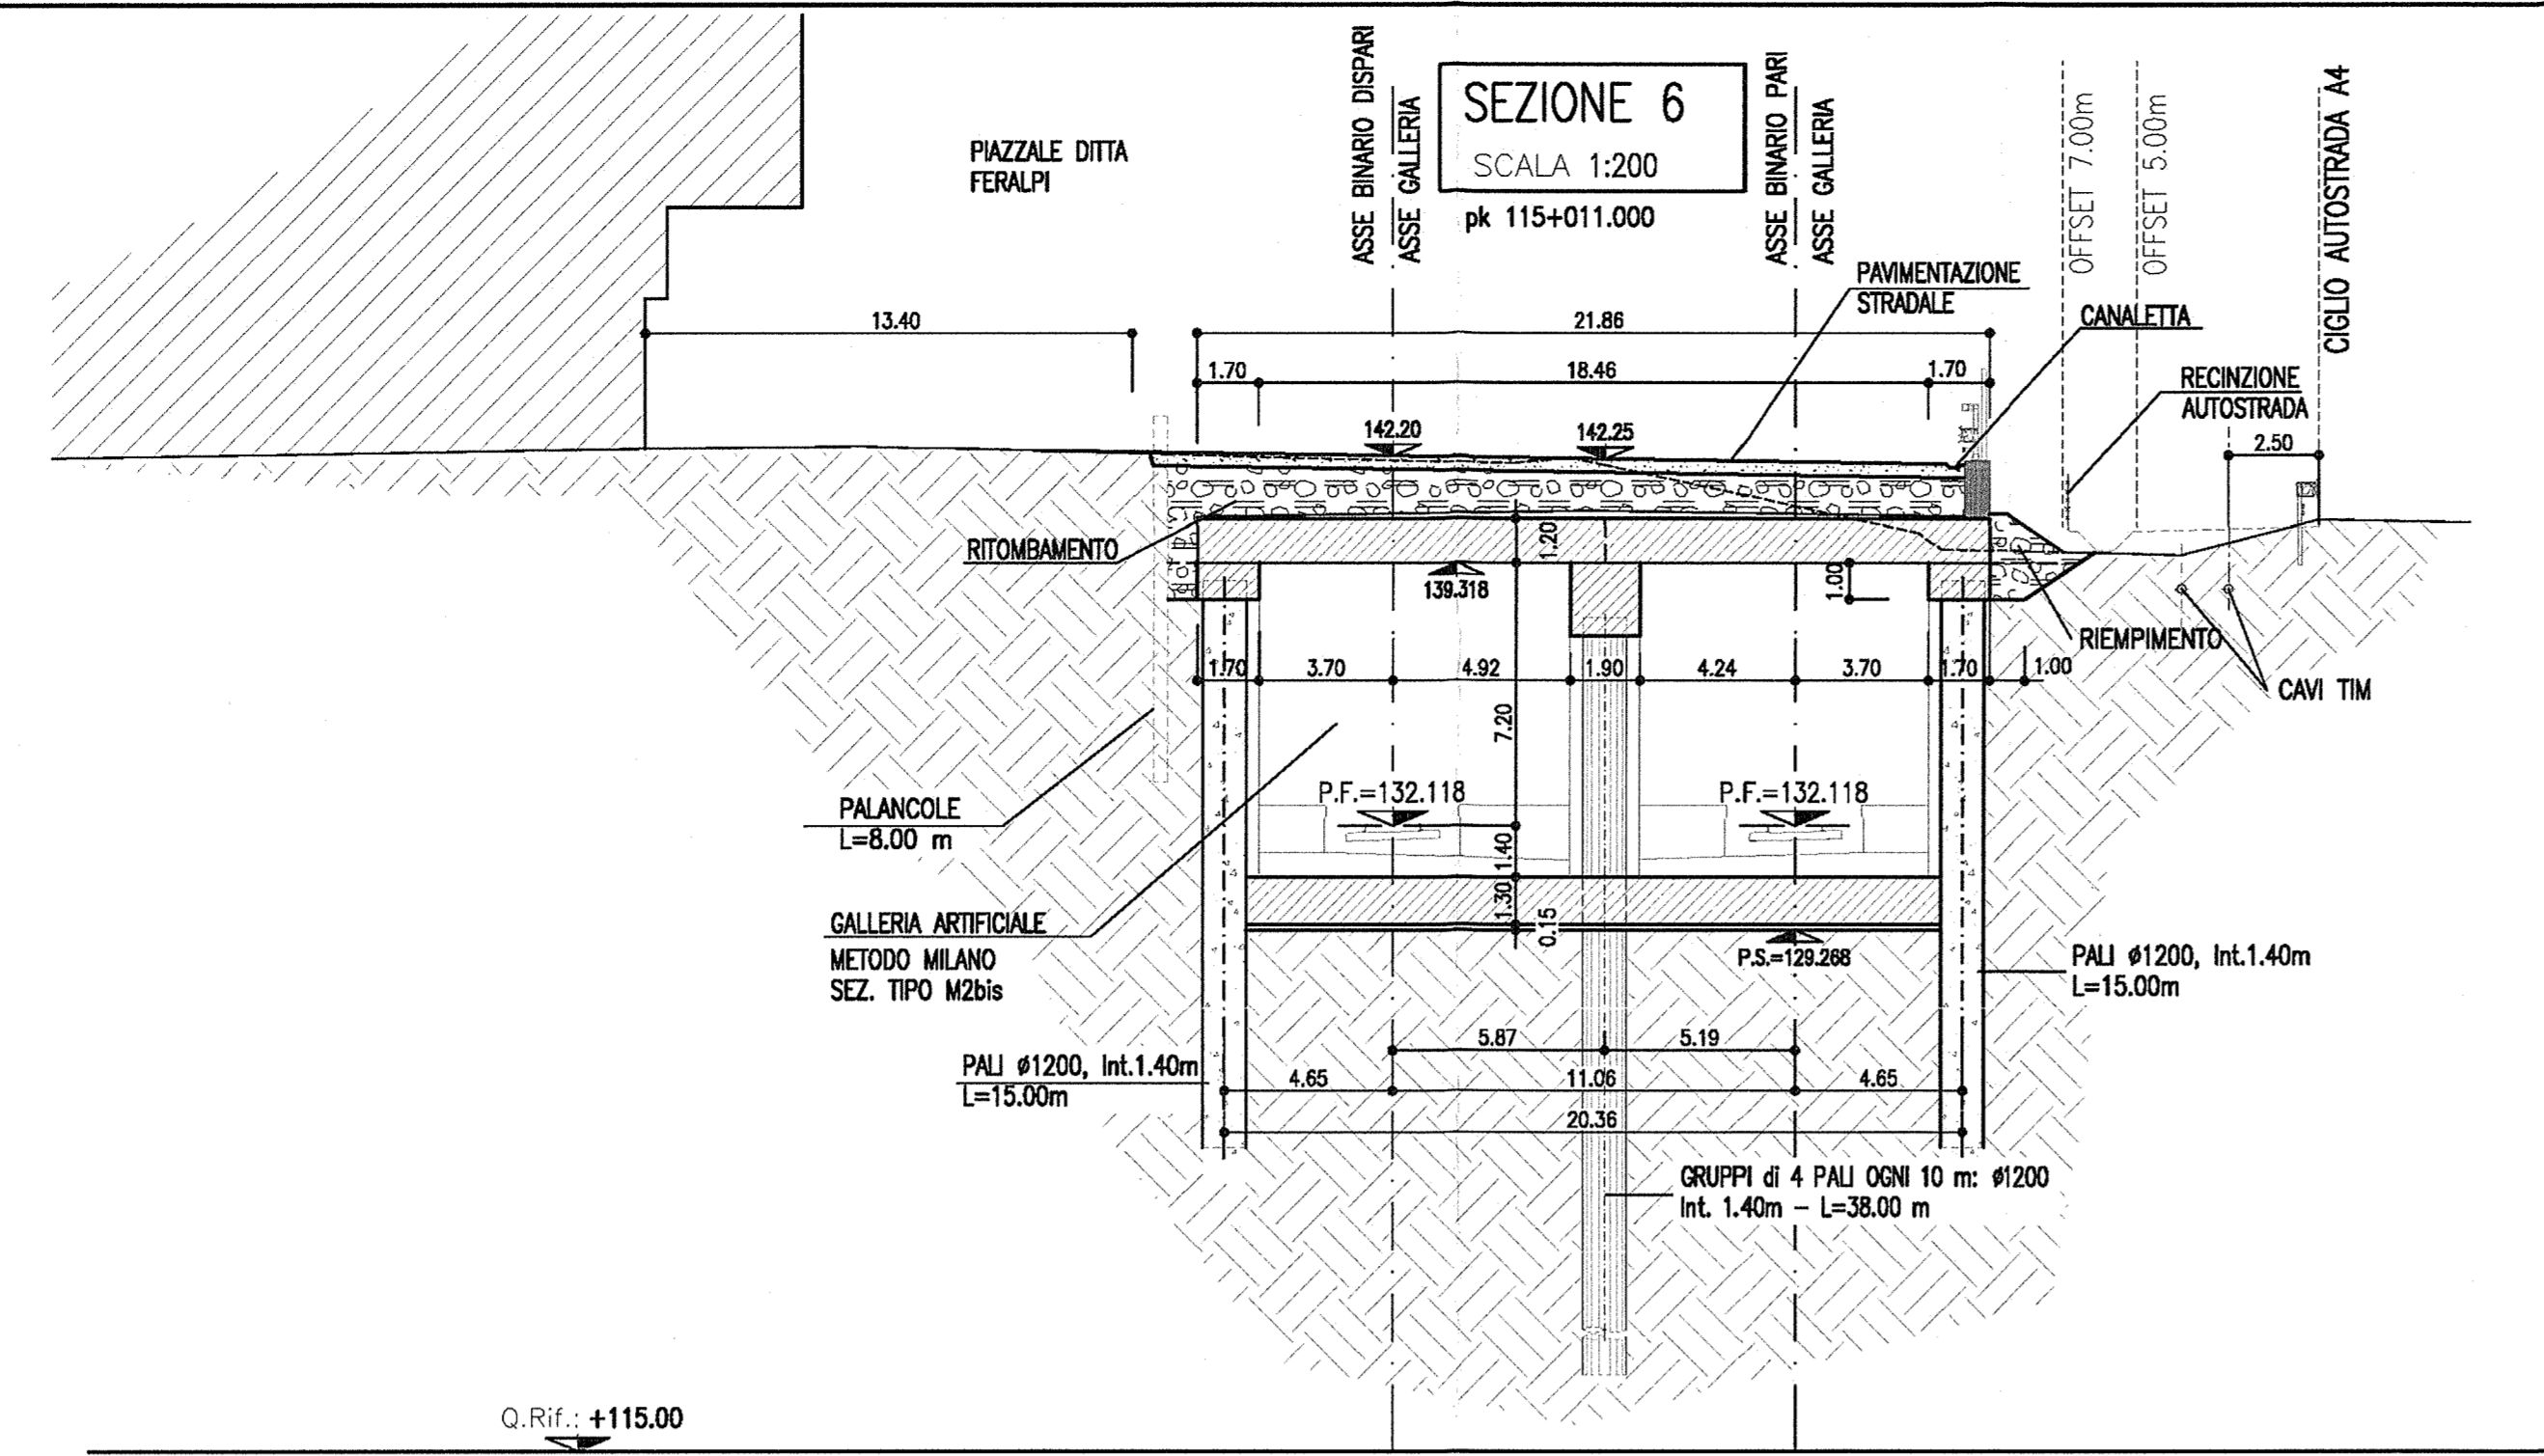 SEZIONE 6
SCALA 1:200
pk 115+011.000
PIAZZALE DITTA
FERALPI
ASSE BINARIO DISPARI
ASSE GALLERIA
ASSE BINARIO PARI
ASSE GALLERIA
OFFSET 7.00m
OFFSET 5.00m
CIGLIO AUTOSTRADA A4
PAVIMENTAZIONE
STRADALE
CANALETTA
RECINZIONE
AUTOSTRADA
13.40
21.86
1.70
18.46
1.70
2.50
142.20
142.25
RITOMBAMENTO
1.20
139.318
1.00
RIEMPIMENTO
CAVI TIM
1.70
3.70
4.92
1.90
4.24
3.70
1.70
1.00
7.20
PALANCOLE
L=8.00 m
P.F.=132.118
P.F.=132.118
1.40
1.30
0.15
GALLERIA ARTIFICIALE
METODO MILANO
SEZ. TIPO M2bis
P.S.=129.268
PALI ø1200, Int.1.40m
L=15.00m
5.87
5.19
PALI ø1200, Int.1.40m
L=15.00m
4.65
11.06
4.65
20.36
GRUPPI di 4 PALI OGNI 10 m: ø1200
Int. 1.40m – L=38.00 m
Q.Rif.: +115.00